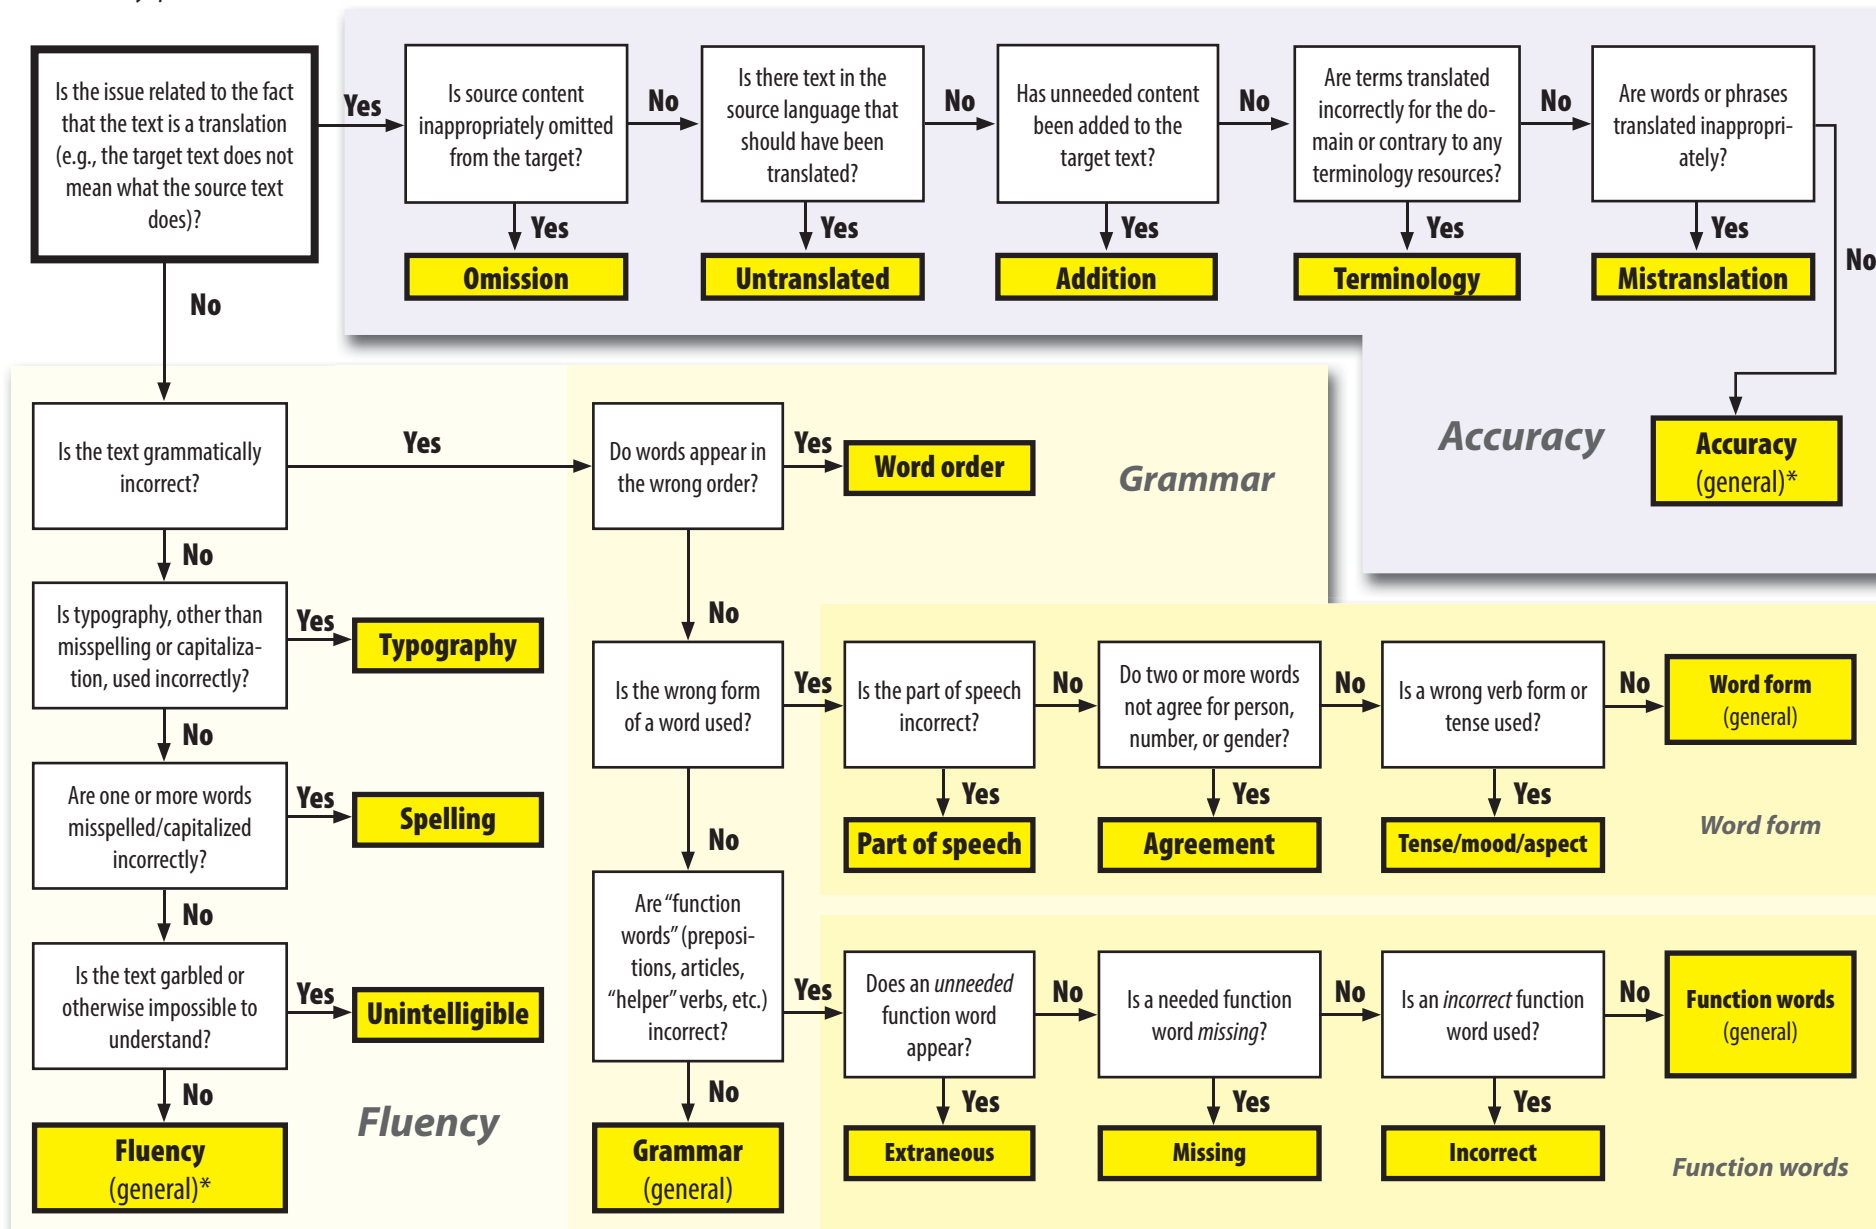 Is the issue related to the fact
that the text is a translation
(e.g., the target text does not
mean what the source text
does)?
Yes
Is source content
inappropriately omitted
from the target?
No
Is there text in the
source language that
should have been
translated?
No
Has unneeded content
been added to the
target text?
No
Are terms translated
incorrectly for the do-
main or contrary to any
terminology resources?
No
Are words or phrases
translated inappropri-
ately?
Yes
Yes
Yes
Yes
Yes
No
Omission
Untranslated
Addition
Terminology
Mistranslation
No
Accuracy
Accuracy
(general)*
Is the text grammatically
incorrect?
Yes
Do words appear in
the wrong order?
Yes
Word order
Grammar
No
No
Is typography, other than
misspelling or capitaliza-
tion, used incorrectly?
Yes
Typography
Is the wrong form
of a word used?
Yes
Is the part of speech
incorrect?
No
Do two or more words
not agree for person,
number, or gender?
No
Is a wrong verb form or
tense used?
No
Word form
(general)
No
Yes
Yes
Yes
Are one or more words
misspelled/capitalized
incorrectly?
Yes
Spelling
No
Part of speech
Agreement
Tense/mood/aspect
Word form
No
Is the text garbled or
otherwise impossible to
understand?
Yes
Unintelligible
Are “function
words” (preposi-
tions, articles,
“helper” verbs, etc.)
incorrect?
Yes
Does an unneeded
function word
appear?
No
Is a needed function
word missing?
No
Is an incorrect function
word used?
No
Function words
(general)
No
No
Yes
Yes
Yes
Fluency
(general)*
Fluency
Grammar
(general)
Extraneous
Missing
Incorrect
Function words